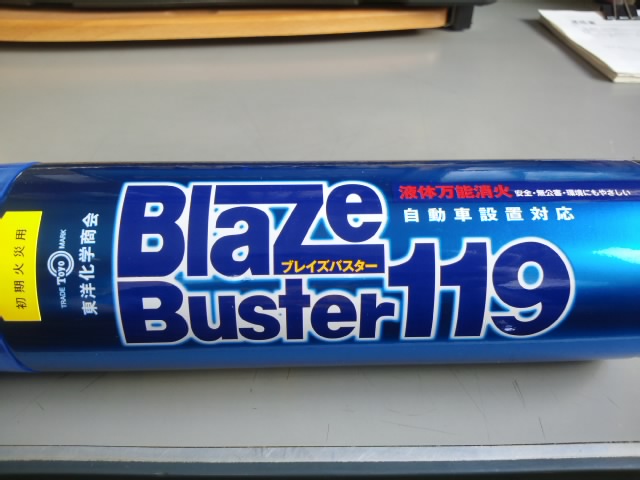 初期火災用
TRADE Toyo MARK
東洋化学商会
Blaze
ブレイズバスター
Buster119
液体万能消火 安全・無公害・環境にもやさしい
自動車設置対応